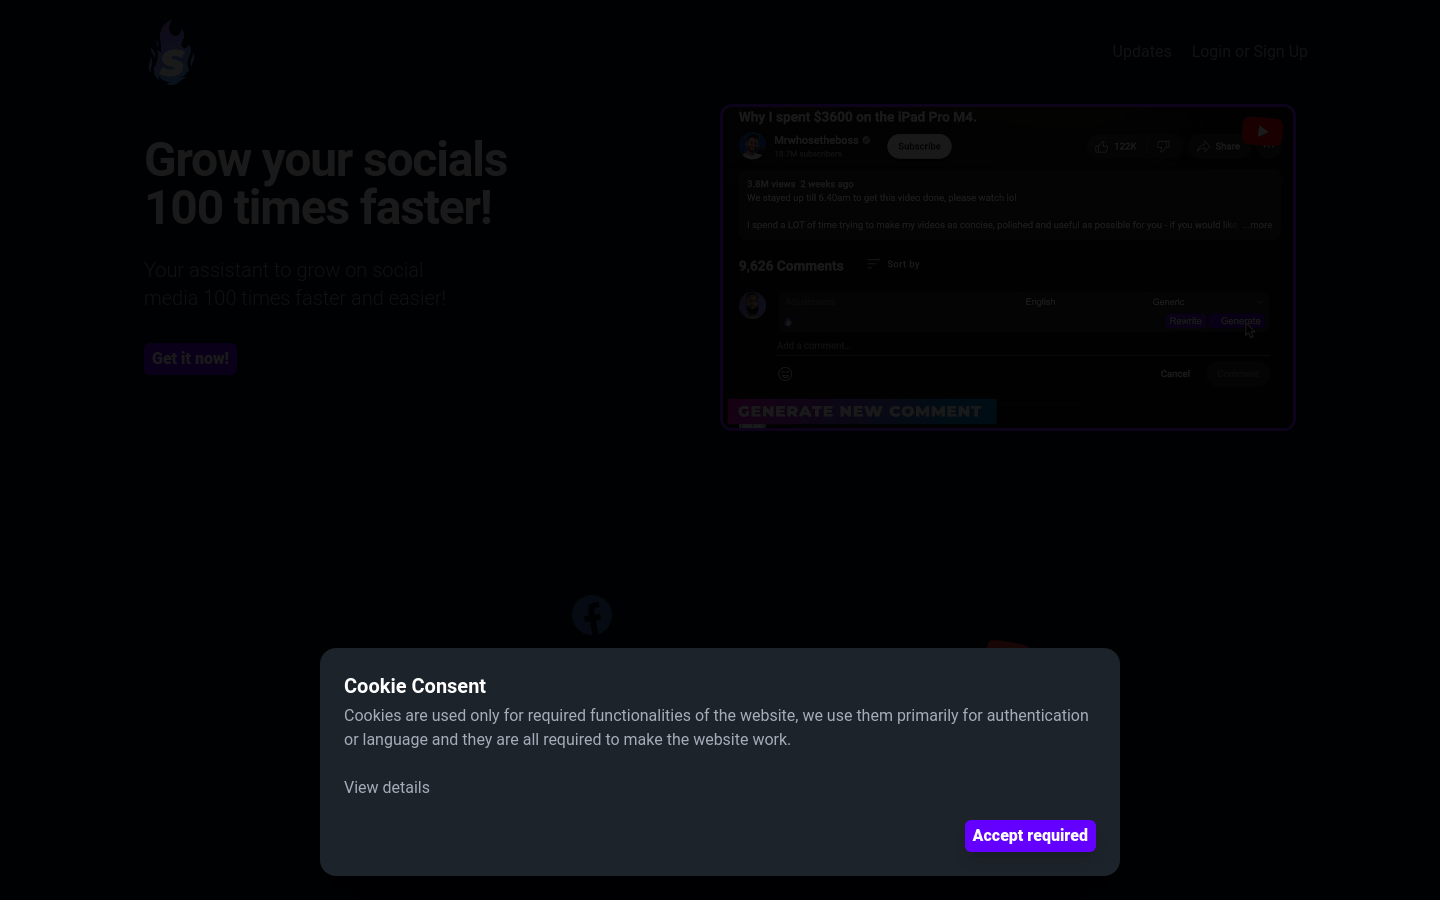 S
Updates
Login or Sign Up
Grow your socials
100 times faster!
Your assistant to grow on social
media 100 times faster and easier!
Get it now!
Why I spent $3600 on the iPad Pro M4.
Mrwhosetheboss
18.7M subscribers
Subscribe
122K
Share
3.8M views 2 weeks ago
We stayed up till 6:40am to get this video done, please watch lol
I spend a LOT of time trying to make my videos as concise, polished and useful as possible for you - if you would like ...more
9,626 Comments
Sort by
English
Generic
Rewrite
Generate
Add a comment...
Cancel
Comment
GENERATE NEW COMMENT
Cookie Consent
Cookies are used only for required functionalities of the website, we use them primarily for authentication
or language and they are all required to make the website work.
View details
Accept required